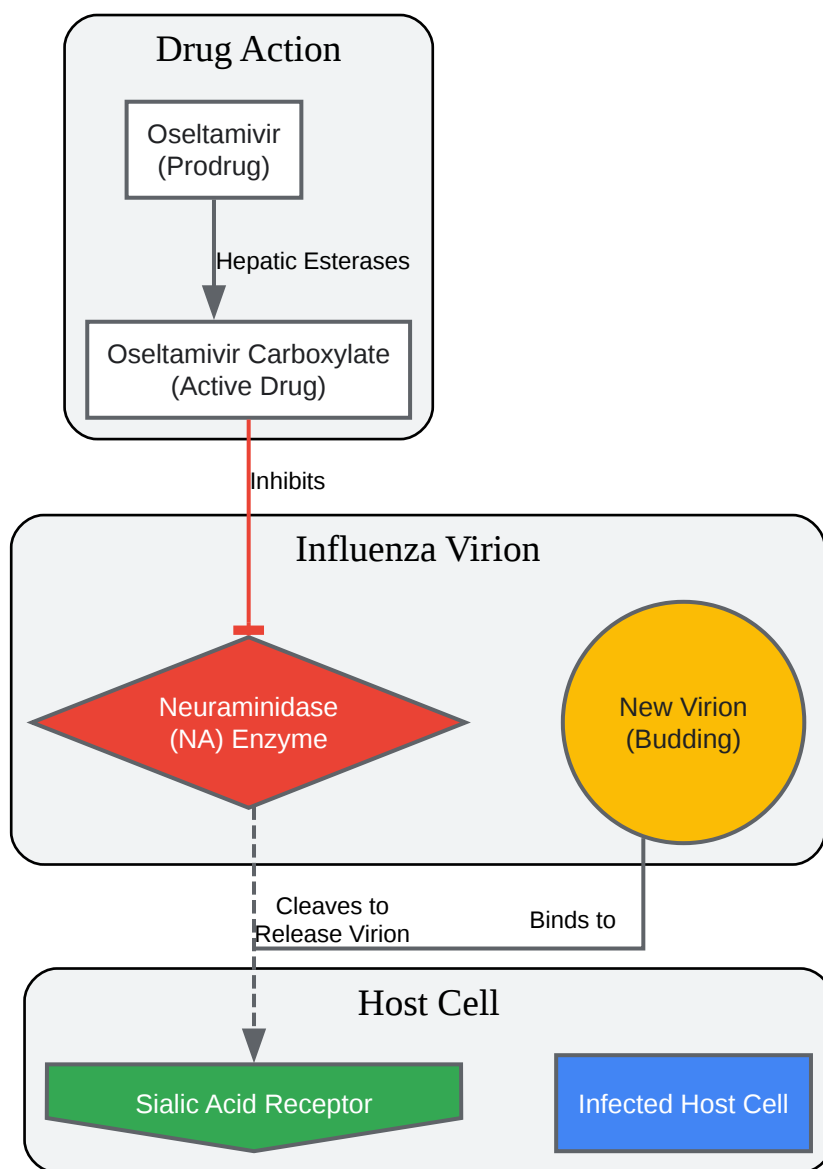 Drug Action
Oseltamivir
(Prodrug)
Hepatic Esterases
Oseltamivir Carboxylate
(Active Drug)
Inhibits
Influenza Virion
Neuraminidase
(NA) Enzyme
New Virion
(Budding)
Cleaves to
Release Virion
Binds to
Host Cell
Sialic Acid Receptor
Infected Host Cell